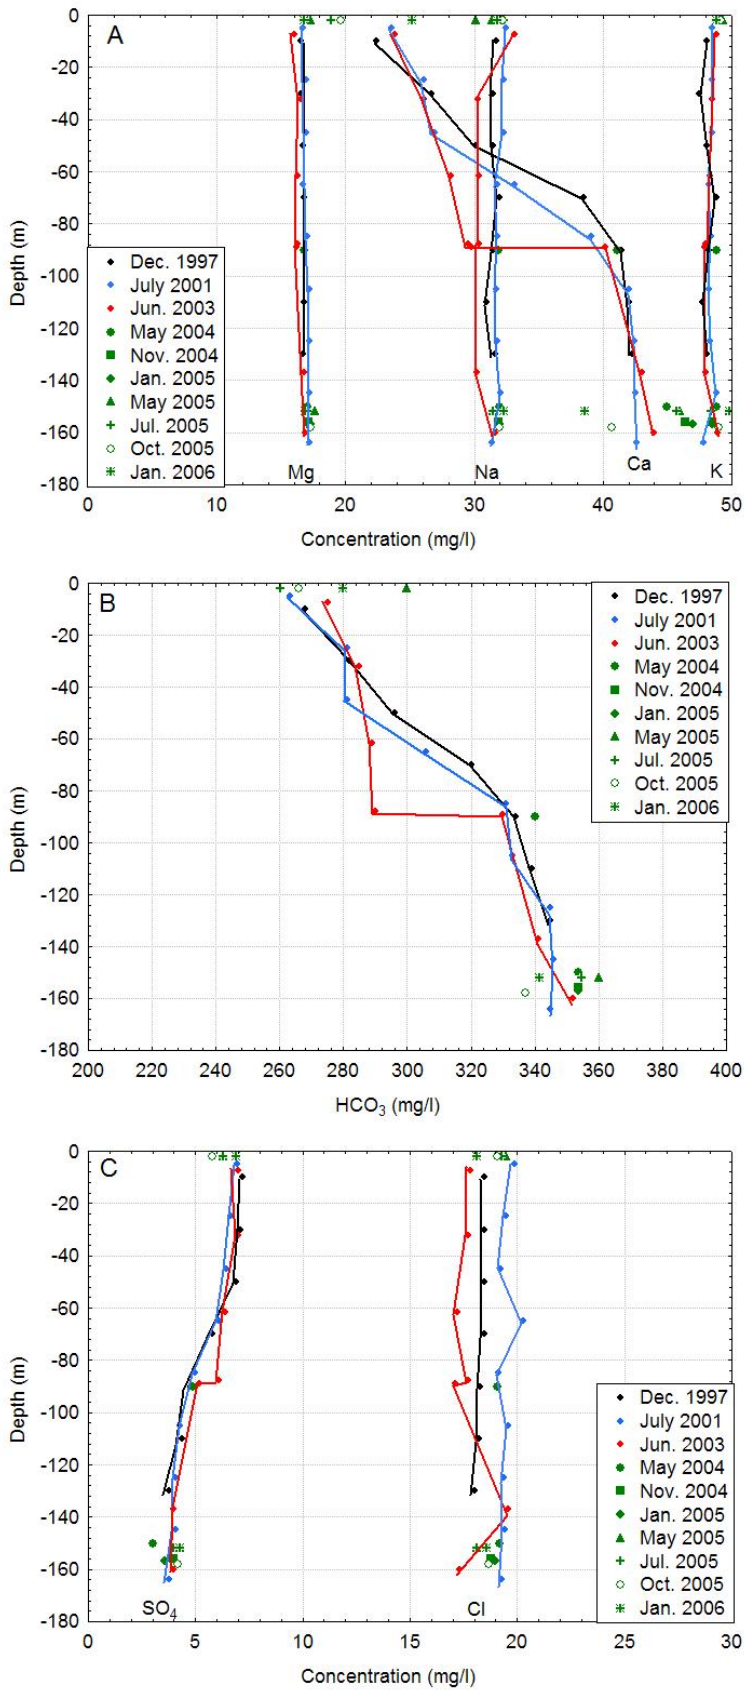 A
0
-20
-40
-60
-80
-100
-120
-140
-160
-180
Depth (m)
Dec. 1997
July 2001
Jun. 2003
May 2004
Nov. 2004
Jan. 2005
May 2005
Jul. 2005
Oct. 2005
Jan. 2006
Mg
Na
Ca
K
0 10 20 30 40 50
Concentration (mg/l)
B
0
-20
-40
-60
-80
-100
-120
-140
-160
-180
Depth (m)
Dec. 1997
July 2001
Jun. 2003
May 2004
Nov. 2004
Jan. 2005
May 2005
Jul. 2005
Oct. 2005
Jan. 2006
200 220 240 260 280 300 320 340 360 380 400
HCO₃ (mg/l)
C
0
-20
-40
-60
-80
-100
-120
-140
-160
-180
Depth (m)
Dec. 1997
July 2001
Jun. 2003
May 2004
Nov. 2004
Jan. 2005
May 2005
Jul. 2005
Oct. 2005
Jan. 2006
SO₄
Cl
0 5 10 15 20 25 30
Concentration (mg/l)